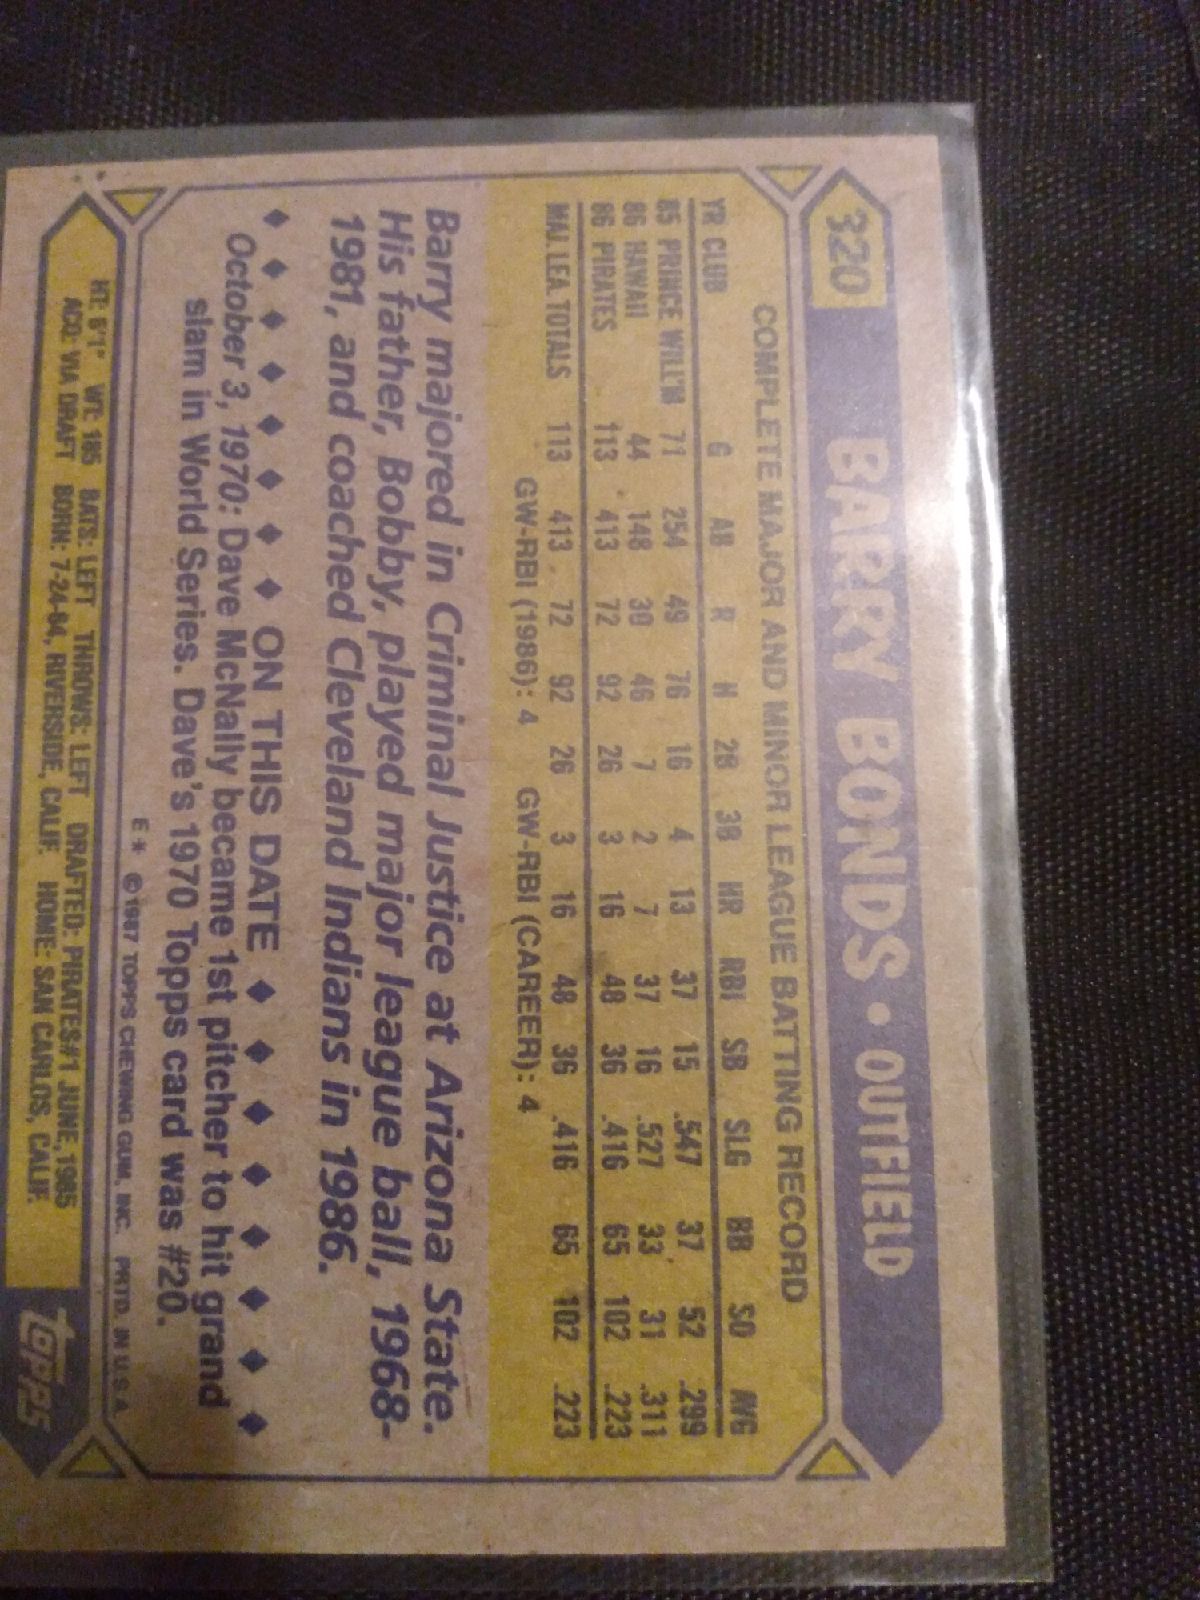 320 BARRY BONDS • OUTFIELD
COMPLETE MAJOR AND MINOR LEAGUE BATTING RECORD
YR CLUB G AB R H 2B 3B HR RBI SB SLG BB SO AVG
85 PRINCE WILL'M 71 254 49 76 16 4 13 37 15 .547 37 52 .299
86 HAWAII 44 148 30 46 7 2 7 37 16 .527 33 31 .311
86 PIRATES 113 413 72 92 26 3 16 48 36 .416 65 102 .223
MAJ. LEA. TOTALS 113 413 72 92 26 3 16 48 36 .416 65 102 .223
GW-RBI (1986): 4 GW-RBI (CAREER): 4
Barry majored in Criminal Justice at Arizona State.
His father, Bobby, played major league ball, 1968-
1981, and coached Cleveland Indians in 1986.
♦ ♦ ♦ ♦ ♦ ♦ ♦ ♦ ON THIS DATE ♦ ♦ ♦ ♦ ♦ ♦ ♦ ♦
October 3, 1970: Dave McNally became 1st pitcher to hit grand
slam in World Series. Dave's 1970 Topps card was #20.
E* © 1987 TOPPS CHEWING GUM, INC. PRTD. IN U.S.A.
HT: 6'1" WT: 185 BATS: LEFT THROWS: LEFT DRAFTED: PIRATES #1 JUNE, 1985
ACQ: VIA DRAFT BORN: 7-24-64, RIVERSIDE, CALIF. HOME: SAN CARLOS, CALIF.
TOPPS